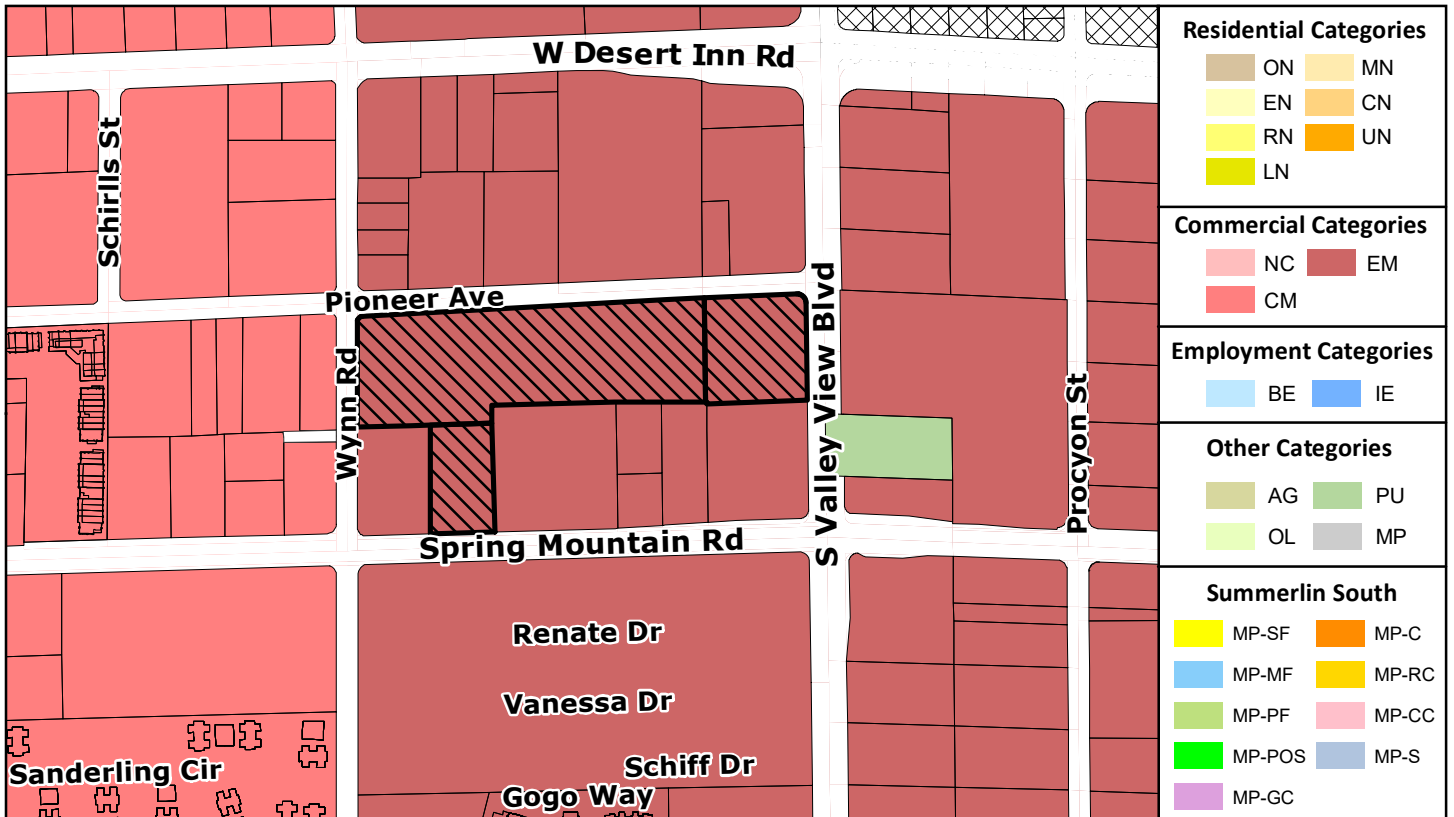 W Desert Inn Rd
Schirlls St
Pioneer Ave
Wynn Rd
S Valley View Blvd
Procyon St
Spring Mountain Rd
Renate Dr
Vanessa Dr
Schiff Dr
Sanderling Cir
Gogo Way
Residential Categories
ON MN
EN CN
RN UN
LN
Commercial Categories
NC EM
CM
Employment Categories
BE IE
Other Categories
AG PU
OL MP
Summerlin South
MP-SF MP-C
MP-MF MP-RC
MP-PF MP-CC
MP-POS MP-S
MP-GC